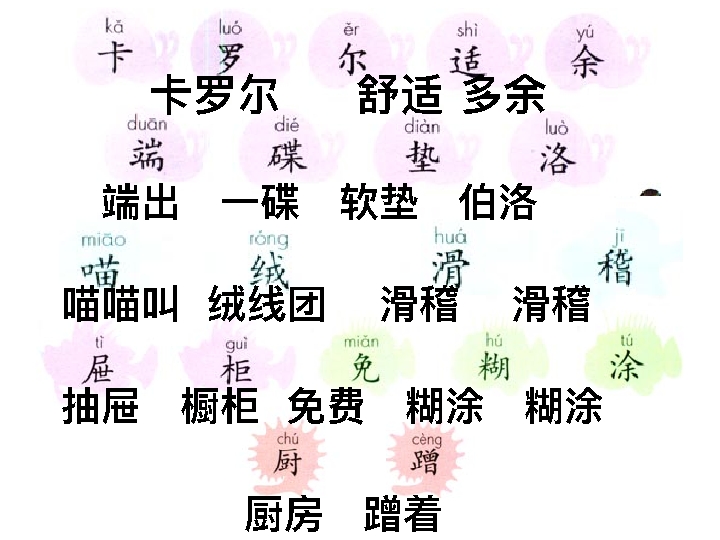 kǎ luó ěr shì yú
卡 罗 尔 适 余
卡罗尔 舒适 多余
duān dié diàn luò
端 碟 垫 洛
端出 一碟 软垫 伯洛
miāo róng huá jī
喵 绒 滑 稽
喵喵叫 绒线团 滑稽 滑稽
tì guì miǎn hú tú
屉 柜 免 糊 涂
抽屉 橱柜 免费 糊涂 糊涂
chú cèng
厨 蹭
厨房 蹭着